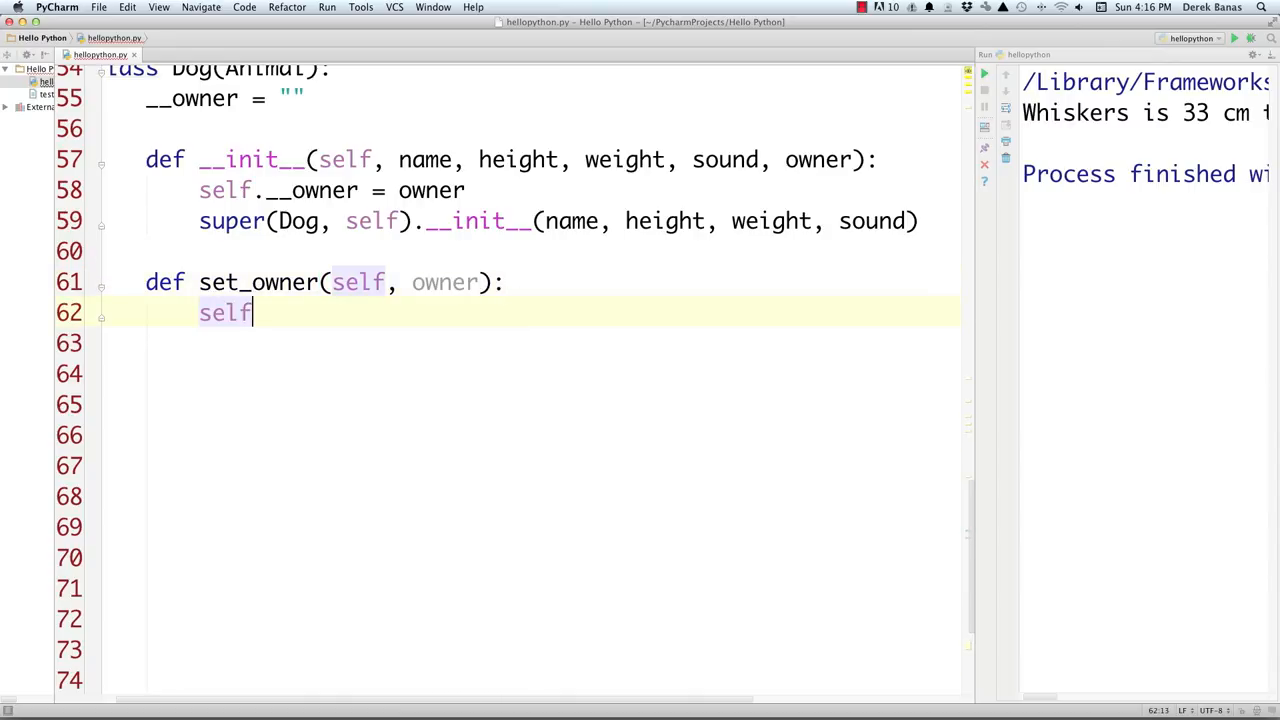 PyCharm File Edit View Navigate Code Refactor Run Tools VCS Window Help 10 Sun 4:16 PM Derek Banas
hellopython.py – Hello Python – [~/PycharmProjects/Hello Python]
Hello Python hellopython.py hellopython
hellopython.py Run hellopython
Hello P
hell
test
Externa
54 lass Dog(Animal):
55 __owner = ""
56
57 def __init__(self, name, height, weight, sound, owner):
58 self.__owner = owner
59 super(Dog, self).__init__(name, height, weight, sound)
60
61 def set_owner(self, owner):
62 self
63
64
65
66
67
68
69
70
71
72
73
74
/Library/Frameworks
Whiskers is 33 cm t
Process finished wi
62:13 LF UTF-8